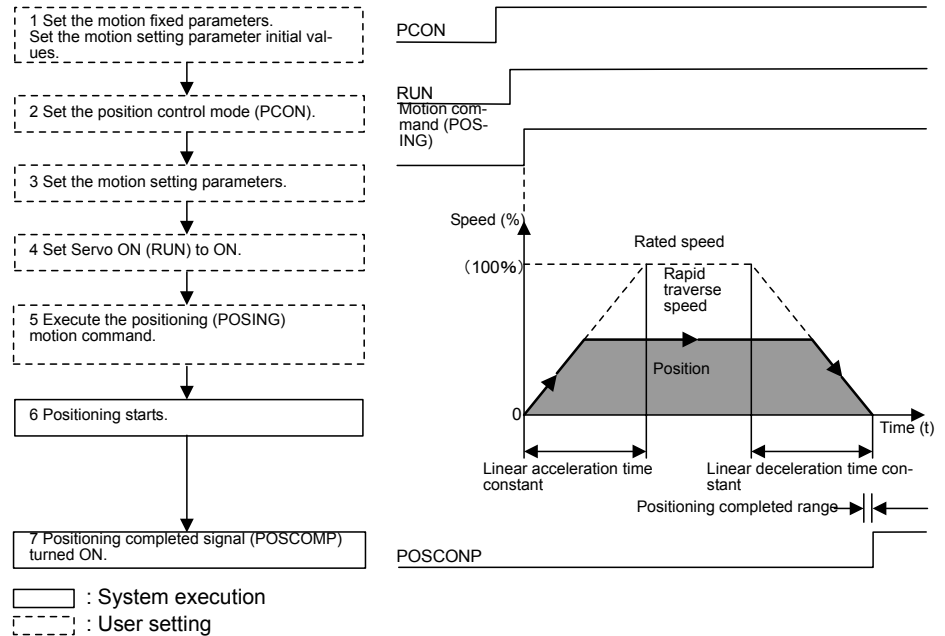 1 Set the motion fixed parameters.
Set the motion setting parameter initial val-
ues.
2 Set the position control mode (PCON).
3 Set the motion setting parameters.
4 Set Servo ON (RUN) to ON.
5 Execute the positioning (POSING)
motion command.
6 Positioning starts.
7 Positioning completed signal (POSCOMP)
turned ON.
: System execution
: User setting
PCON
RUN
Motion com-
mand (POS-
ING)
Speed (%)
Rated speed
(100%)
Rapid
traverse
speed
Position
0
Time (t)
Linear acceleration time
constant
Linear deceleration time con-
stant
Positioning completed range
POSCONP